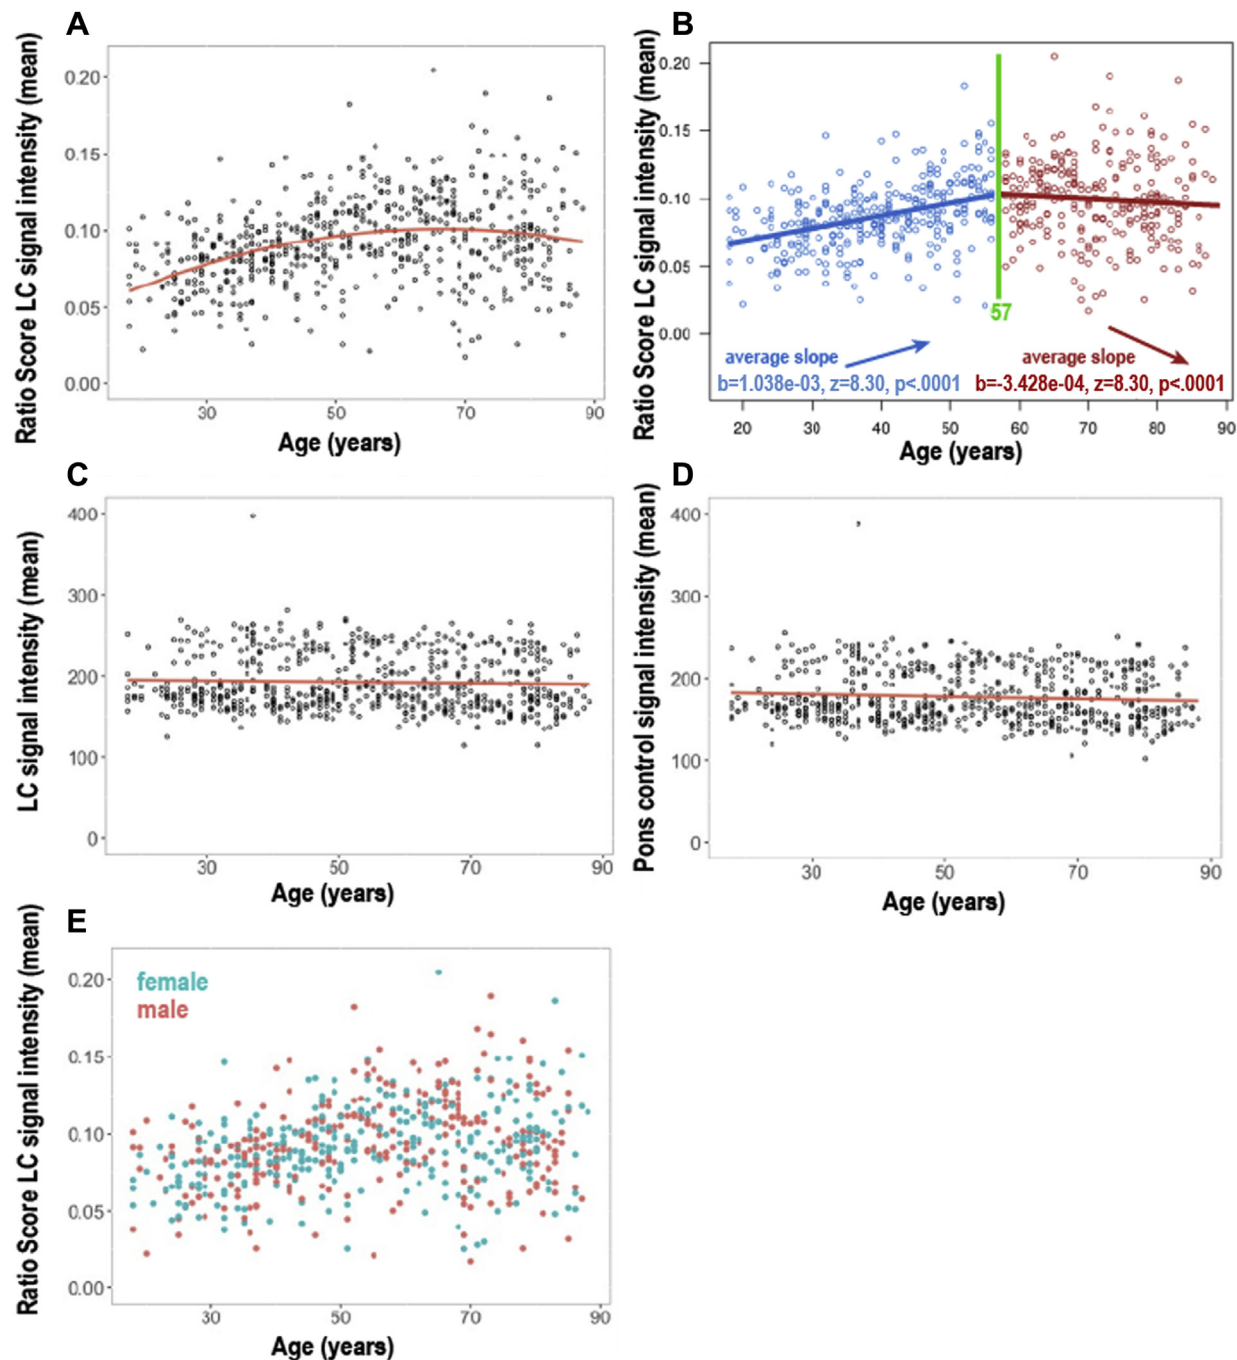 A
Ratio Score LC signal intensity (mean)
0.20
0.15
0.10
0.05
0.00
30 50 70 90
Age (years)
B
Ratio Score LC signal intensity (mean)
0.20
0.15
0.10
0.05
0.00
57
average slope
b=1.038e-03, z=8.30, p<.0001
average slope
b=-3.428e-04, z=8.30, p<.0001
20 30 40 50 60 70 80 90
Age (years)
C
LC signal intensity (mean)
400
300
200
100
0
30 50 70 90
Age (years)
D
Pons control signal intensity (mean)
400
300
200
100
0
30 50 70 90
Age (years)
E
Ratio Score LC signal intensity (mean)
female
male
0.20
0.15
0.10
0.05
0.00
30 50 70 90
Age (years)